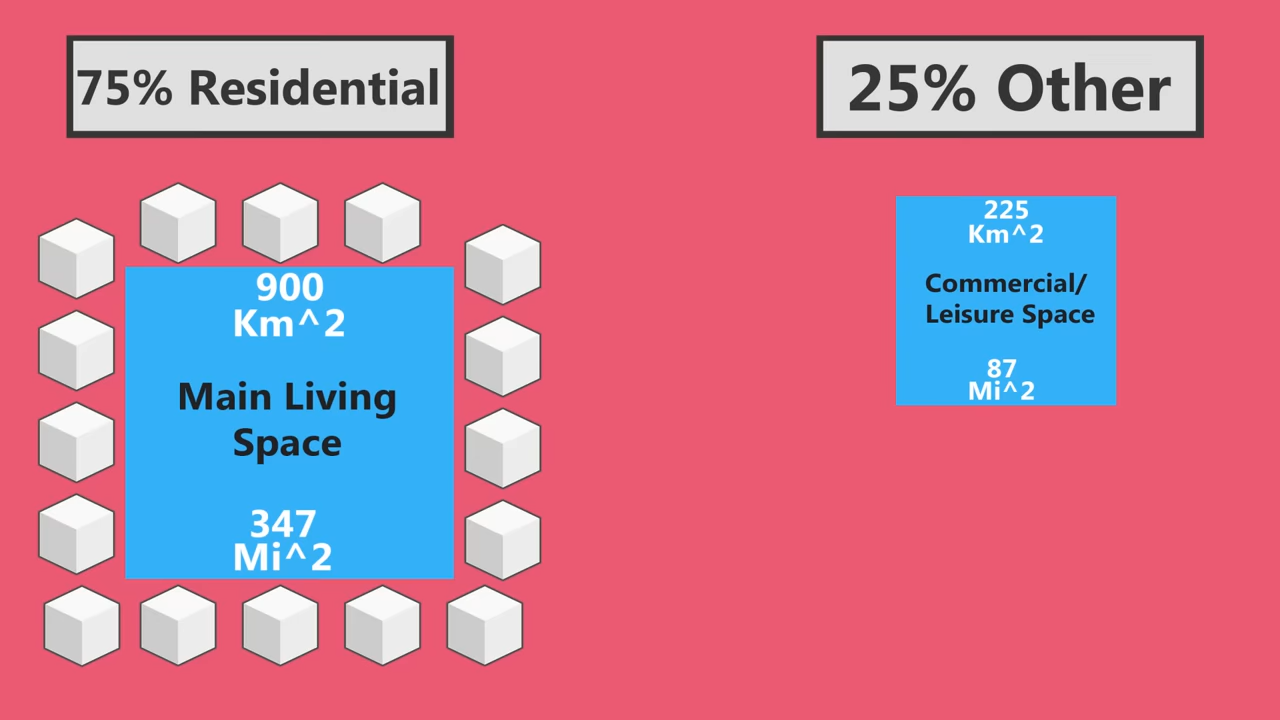 75% Residential
25% Other
900
Km^2
Main Living
Space
347
Mi^2
225
Km^2
Commercial/
Leisure Space
87
Mi^2